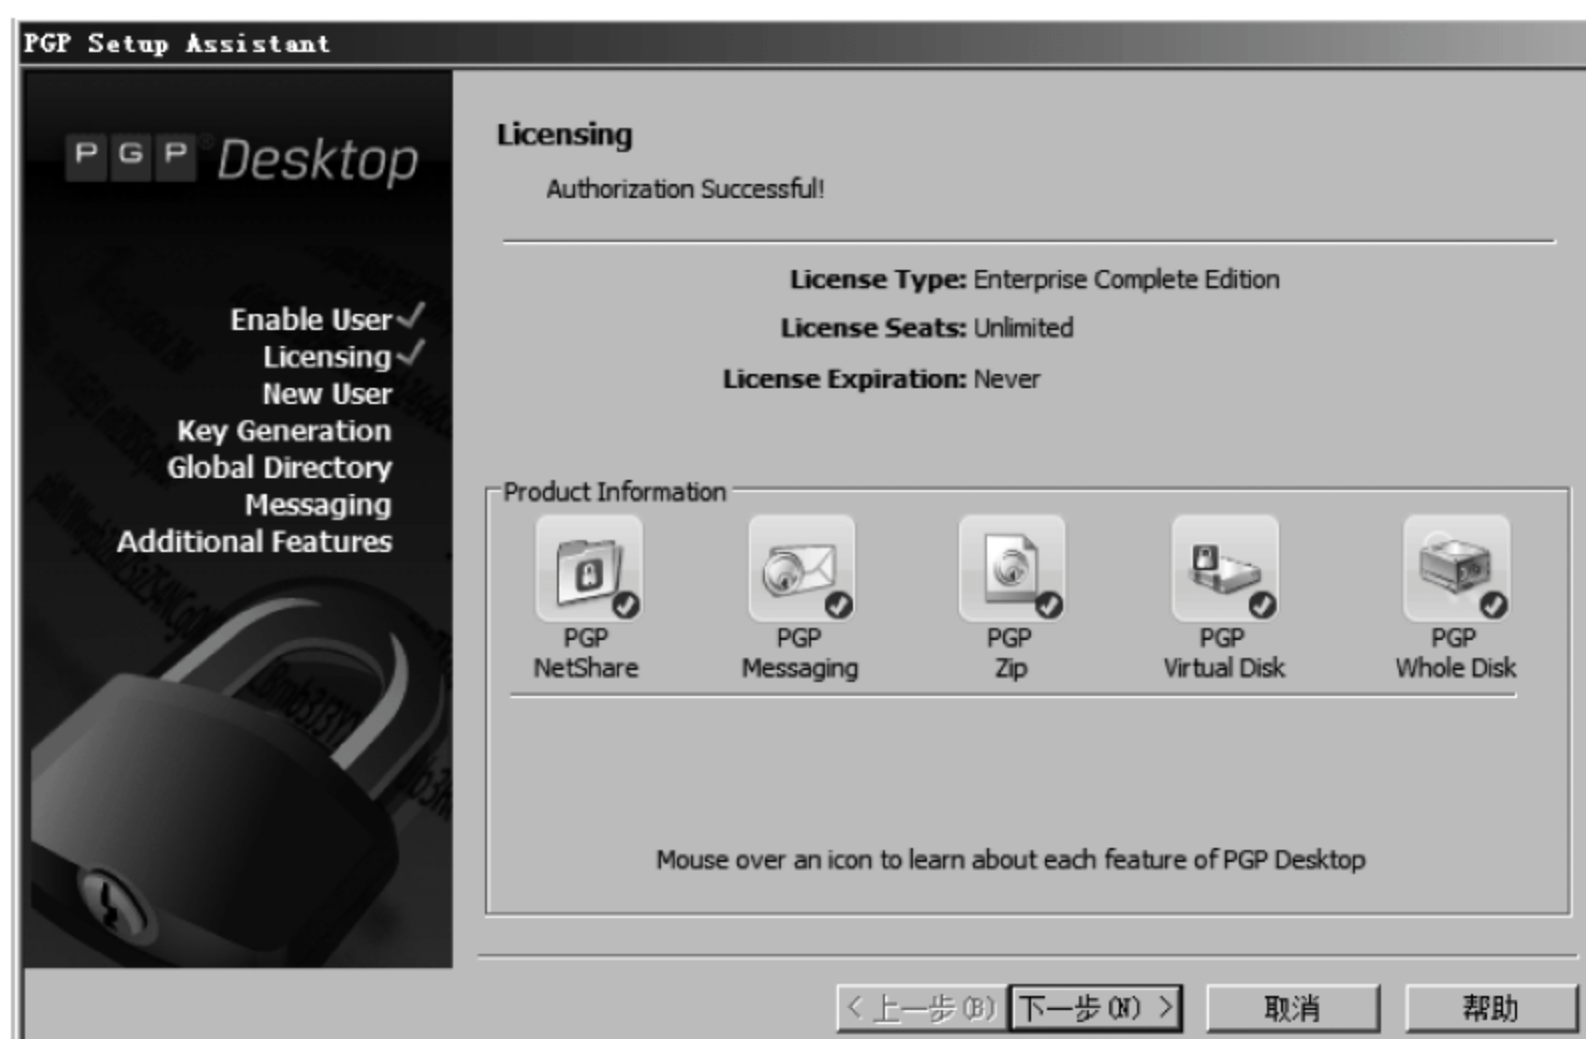 PGP Setup Assistant
PGP® Desktop
Enable User
Licensing
New User
Key Generation
Global Directory
Messaging
Additional Features
Licensing
Authorization Successful!
License Type: Enterprise Complete Edition
License Seats: Unlimited
License Expiration: Never
Product Information
PGP
NetShare
PGP
Messaging
PGP
Zip
PGP
Virtual Disk
PGP
Whole Disk
Mouse over an icon to learn about each feature of PGP Desktop
< 上一步(B) 下一步(N) > 取消 帮助